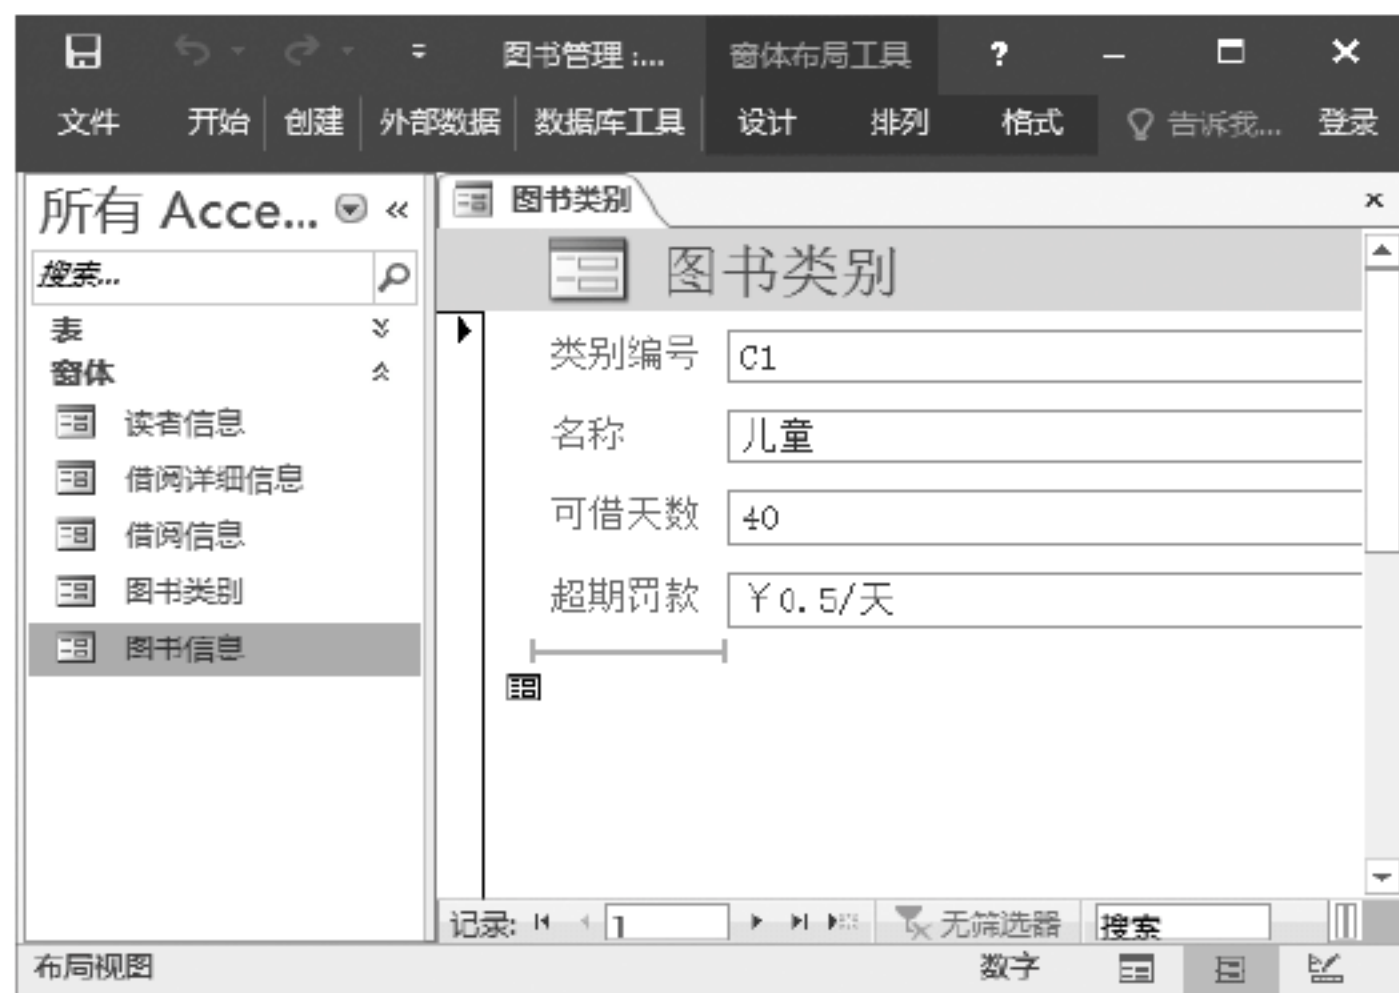 图书管理 :... 窗体布局工具 ?
文件 开始 创建 外部数据 数据库工具 设计 排列 格式 告诉我... 登录
所有 Acce...
搜索...
表
窗体
读者信息
借阅详细信息
借阅信息
图书类别
图书信息
图书类别
图书类别
类别编号 C1
名称 儿童
可借天数 40
超期罚款 ￥0.5/天
记录: 1 无筛选器 搜索
布局视图 数字